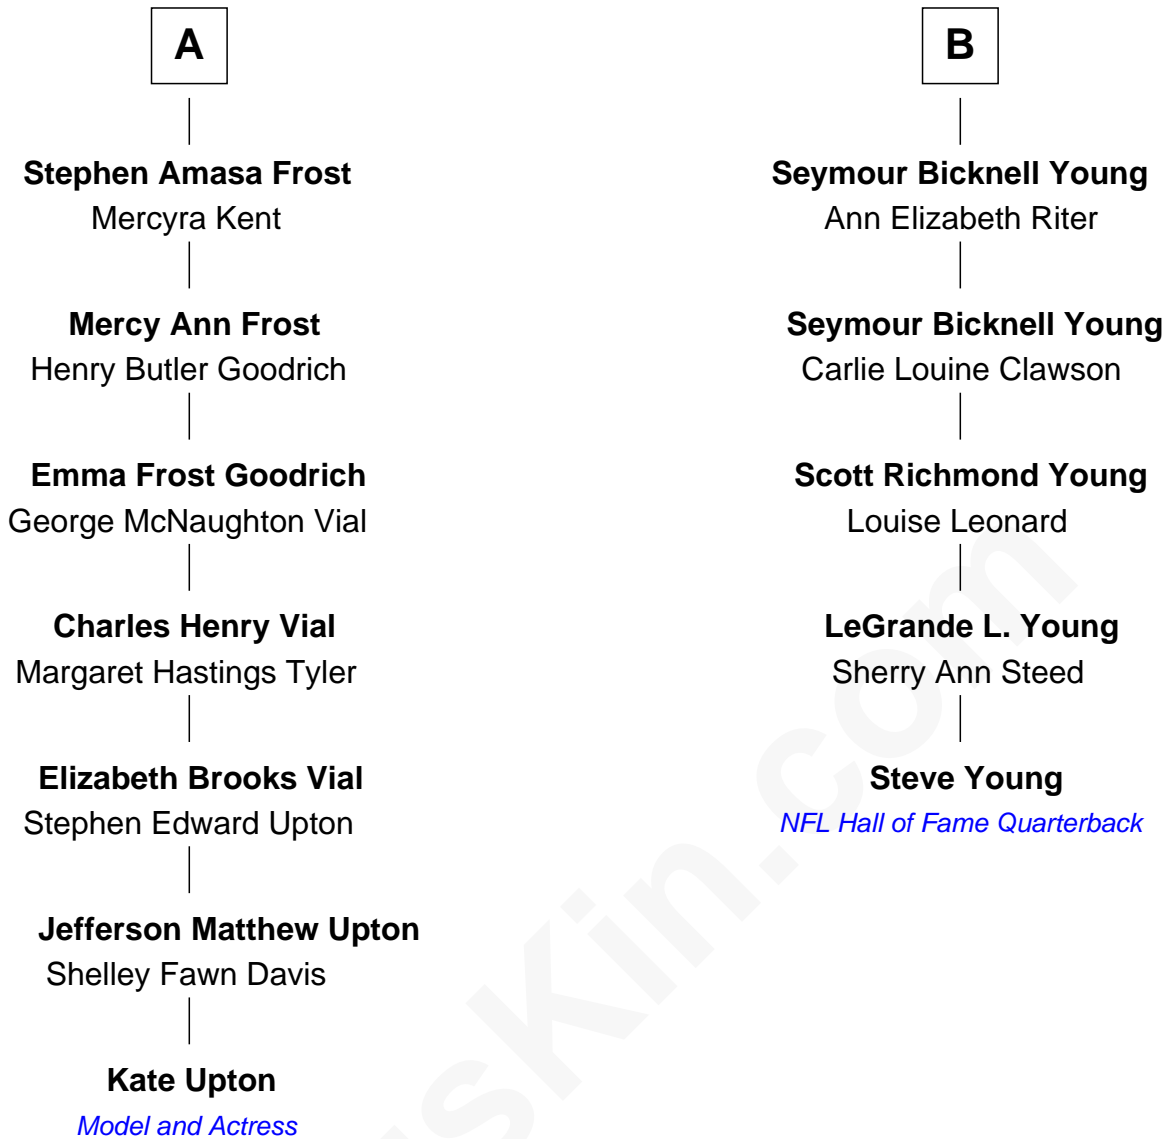 A
Stephen Amasa Frost
Mercyra Kent
Mercy Ann Frost
Henry Butler Goodrich
Emma Frost Goodrich
George McNaughton Vial
Charles Henry Vial
Margaret Hastings Tyler
Elizabeth Brooks Vial
Stephen Edward Upton
Jefferson Matthew Upton
Shelley Fawn Davis
Kate Upton
Model and Actress
B
Seymour Bicknell Young
Ann Elizabeth Riter
Seymour Bicknell Young
Carlie Louine Clawson
Scott Richmond Young
Louise Leonard
LeGrande L. Young
Sherry Ann Steed
Steve Young
NFL Hall of Fame Quarterback
usKin.com